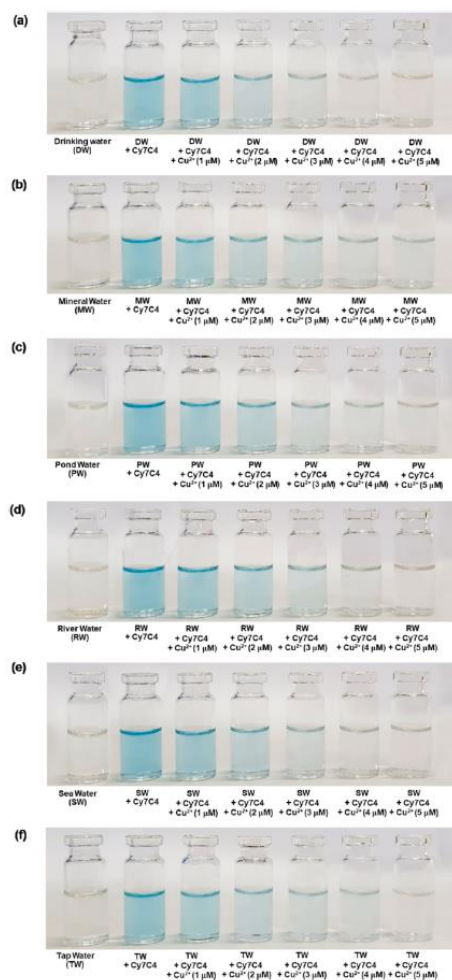 (a)
Drinking water
(DW)
DW
+ Cy7C4
DW
+ Cy7C4
+ Cu²⁺ (1 μM)
DW
+ Cy7C4
+ Cu²⁺ (2 μM)
DW
+ Cy7C4
+ Cu²⁺ (3 μM)
DW
+ Cy7C4
+ Cu²⁺ (4 μM)
DW
+ Cy7C4
+ Cu²⁺ (5 μM)
(b)
Mineral Water
(MW)
MW
+ Cy7C4
MW
+ Cy7C4
+ Cu²⁺ (1 μM)
MW
+ Cy7C4
+ Cu²⁺ (2 μM)
MW
+ Cy7C4
+ Cu²⁺ (3 μM)
MW
+ Cy7C4
+ Cu²⁺ (4 μM)
MW
+ Cy7C4
+ Cu²⁺ (5 μM)
(c)
Pond Water
(PW)
PW
+ Cy7C4
PW
+ Cy7C4
+ Cu²⁺ (1 μM)
PW
+ Cy7C4
+ Cu²⁺ (2 μM)
PW
+ Cy7C4
+ Cu²⁺ (3 μM)
PW
+ Cy7C4
+ Cu²⁺ (4 μM)
PW
+ Cy7C4
+ Cu²⁺ (5 μM)
(d)
River Water
(RW)
RW
+ Cy7C4
RW
+ Cy7C4
+ Cu²⁺ (1 μM)
RW
+ Cy7C4
+ Cu²⁺ (2 μM)
RW
+ Cy7C4
+ Cu²⁺ (3 μM)
RW
+ Cy7C4
+ Cu²⁺ (4 μM)
RW
+ Cy7C4
+ Cu²⁺ (5 μM)
(e)
Sea Water
(SW)
SW
+ Cy7C4
SW
+ Cy7C4
+ Cu²⁺ (1 μM)
SW
+ Cy7C4
+ Cu²⁺ (2 μM)
SW
+ Cy7C4
+ Cu²⁺ (3 μM)
SW
+ Cy7C4
+ Cu²⁺ (4 μM)
SW
+ Cy7C4
+ Cu²⁺ (5 μM)
(f)
Tap Water
(TW)
TW
+ Cy7C4
TW
+ Cy7C4
+ Cu²⁺ (1 μM)
TW
+ Cy7C4
+ Cu²⁺ (2 μM)
TW
+ Cy7C4
+ Cu²⁺ (3 μM)
TW
+ Cy7C4
+ Cu²⁺ (4 μM)
TW
+ Cy7C4
+ Cu²⁺ (5 μM)